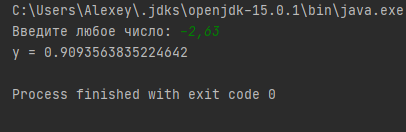 C:\Users\Alexey\.jdks\openjdk-15.0.1\bin\java.exe
Введите любое число: -2,63
y = 0.9093563835224642
Process finished with exit code 0